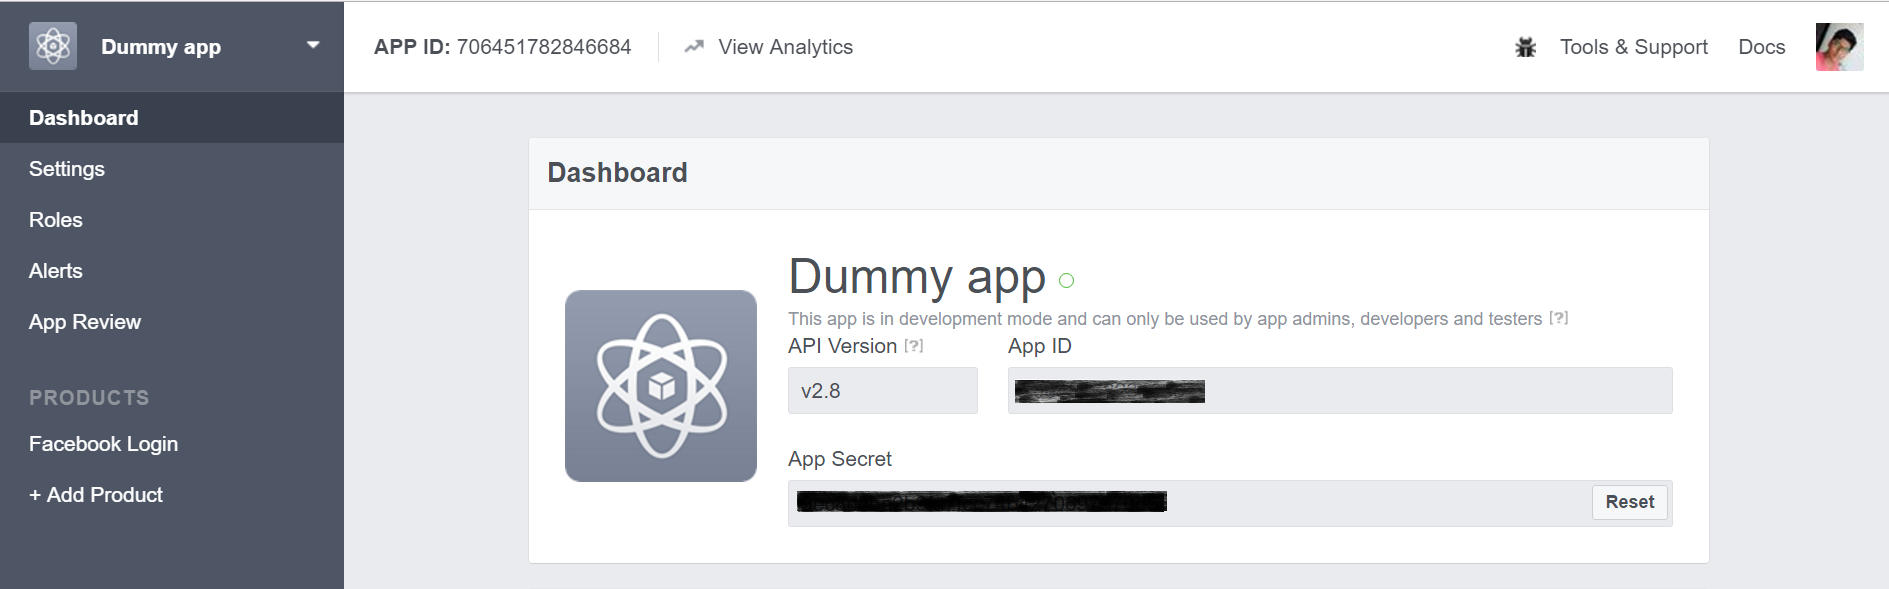 Dummy app
APP ID: 706451782846684
View Analytics
Tools & Support
Docs
Dashboard
Settings
Roles
Alerts
App Review
PRODUCTS
Facebook Login
+ Add Product
Dashboard
Dummy app
This app is in development mode and can only be used by app admins, developers and testers [?]
API Version [?]
App ID
v2.8
App Secret
Reset